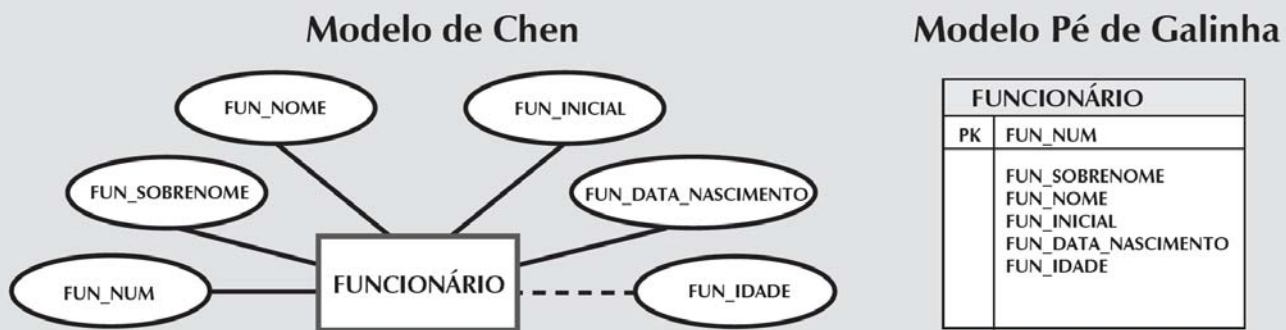 Modelo de Chen
FUN_NOME
FUN_INICIAL
FUN_SOBRENOME
FUN_DATA_NASCIMENTO
FUN_NUM
FUNCIONÁRIO
FUN_IDADE
Modelo Pé de Galinha
FUNCIONÁRIO
PK FUN_NUM
FUN_SOBRENOME
FUN_NOME
FUN_INICIAL
FUN_DATA_NASCIMENTO
FUN_IDADE